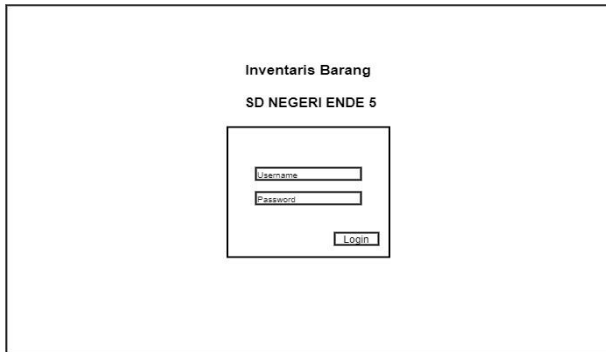 Inventaris Barang
SD NEGERI ENDE 5
Username
Password
Login